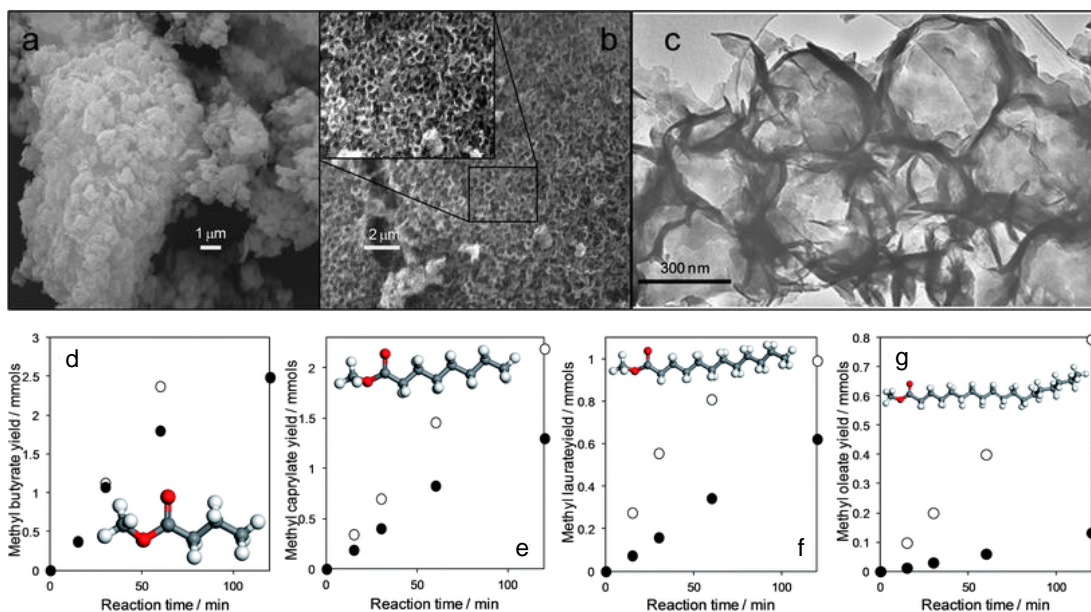 a
1 μm
b
2 μm
c
300 nm
d
Methyl butyrate yield / mmols
3
2.5
2
1.5
1
0.5
0
0
50
100
Reaction time / min
e
Methyl caprylate yield / mmols
2
1.5
1
0.5
0
0
50
100
Reaction time / min
f
Methyl laurateyield / mmols
1
0.8
0.6
0.4
0.2
0
0
50
100
Reaction time / min
g
Methyl oleate yield / mmols
0.8
0.7
0.6
0.5
0.4
0.3
0.2
0.1
0
0
50
100
Reaction time / min